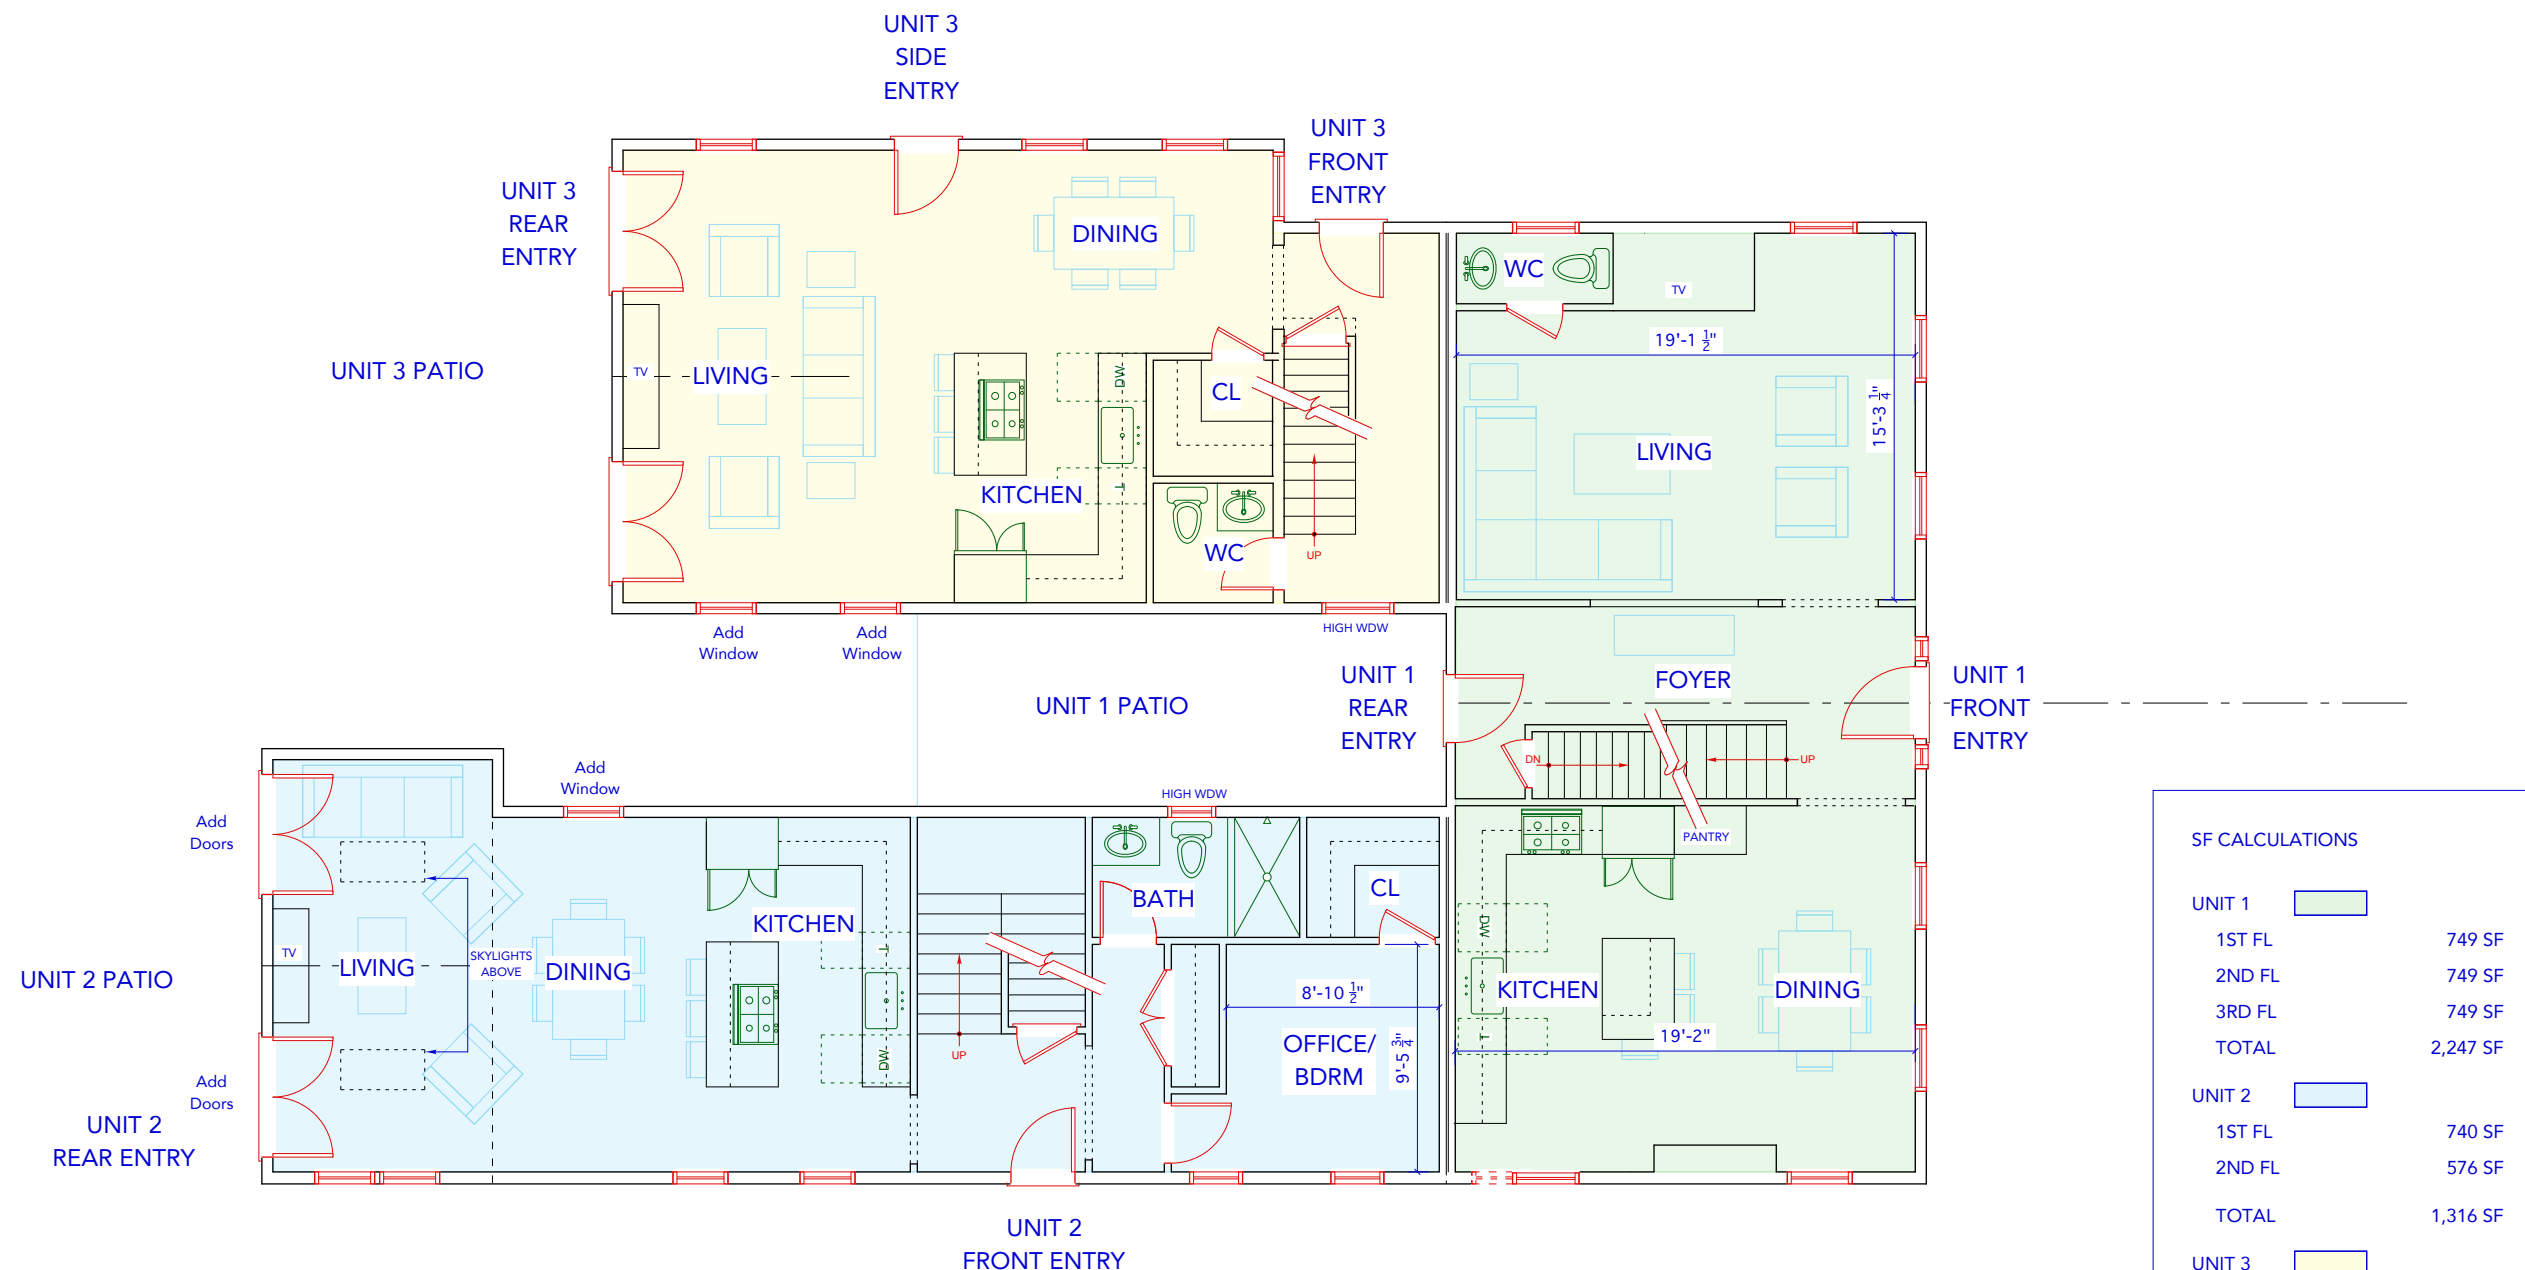 UNIT 3
SIDE
ENTRY
UNIT 3
FRONT
ENTRY
UNIT 3
REAR
ENTRY
DINING
WC
TV
19'-1 1/2"
UNIT 3 PATIO
TV
LIVING
DW
CL
15'-3 1/4"
LIVING
KITCHEN
T
WC
UP
Add
Window
Add
Window
HIGH WDW
UNIT 1 PATIO
UNIT 1
REAR
ENTRY
FOYER
UNIT 1
FRONT
ENTRY
DN
UP
Add
Window
HIGH WDW
Add
Doors
PANTRY
KITCHEN
BATH
CL
DW
T
TV
LIVING
SKYLIGHTS
ABOVE
DINING
UNIT 2 PATIO
8'-10 1/2"
KITCHEN
DINING
T
DW
UP
OFFICE/
BDRM
9'-5 3/4"
19'-2"
Add
Doors
UNIT 2
REAR ENTRY
UNIT 2
FRONT ENTRY
SF CALCULATIONS
UNIT 1
1ST FL 749 SF
2ND FL 749 SF
3RD FL 749 SF
TOTAL 2,247 SF
UNIT 2
1ST FL 740 SF
2ND FL 576 SF
TOTAL 1,316 SF
UNIT 3